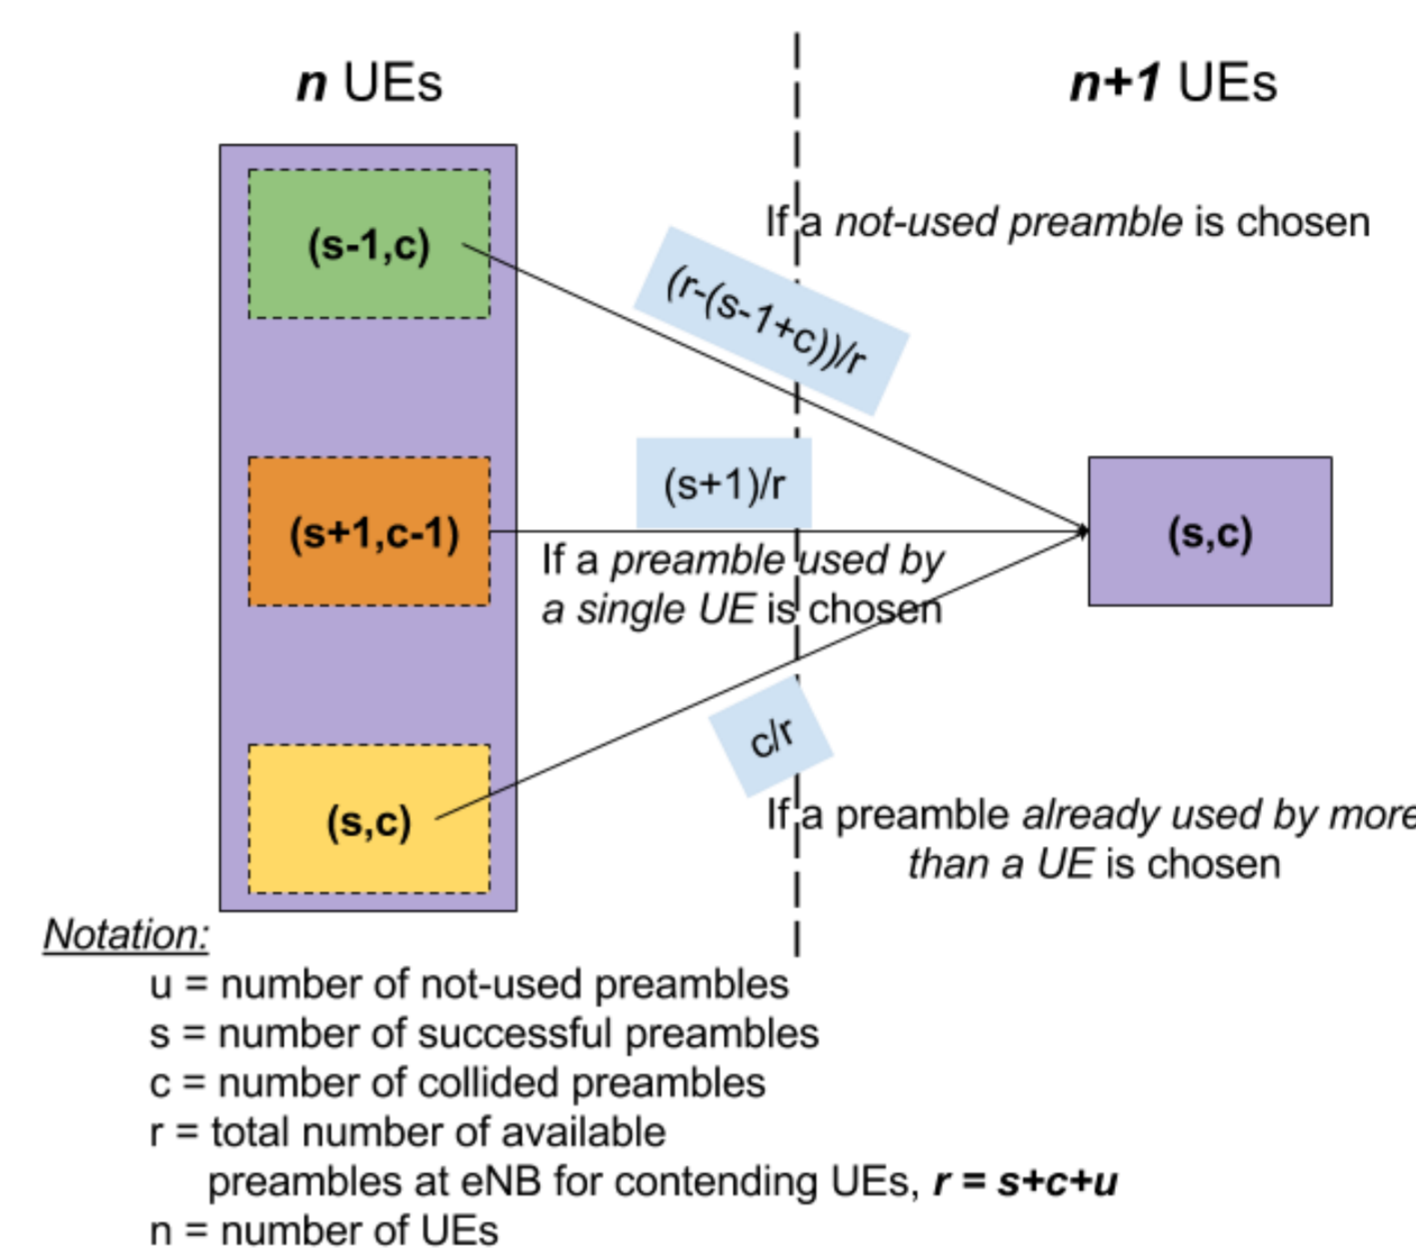 n UEs
n+1 UEs
(s-1,c)
If a not-used preamble is chosen
(r-(s-1+c))/r
(s+1)/r
(s+1,c-1)
(s,c)
If a preamble used by
a single UE is chosen
c/r
(s,c)
If a preamble already used by more
than a UE is chosen
Notation:
u = number of not-used preambles
s = number of successful preambles
c = number of collided preambles
r = total number of available
preambles at eNB for contending UEs, r = s+c+u
n = number of UEs